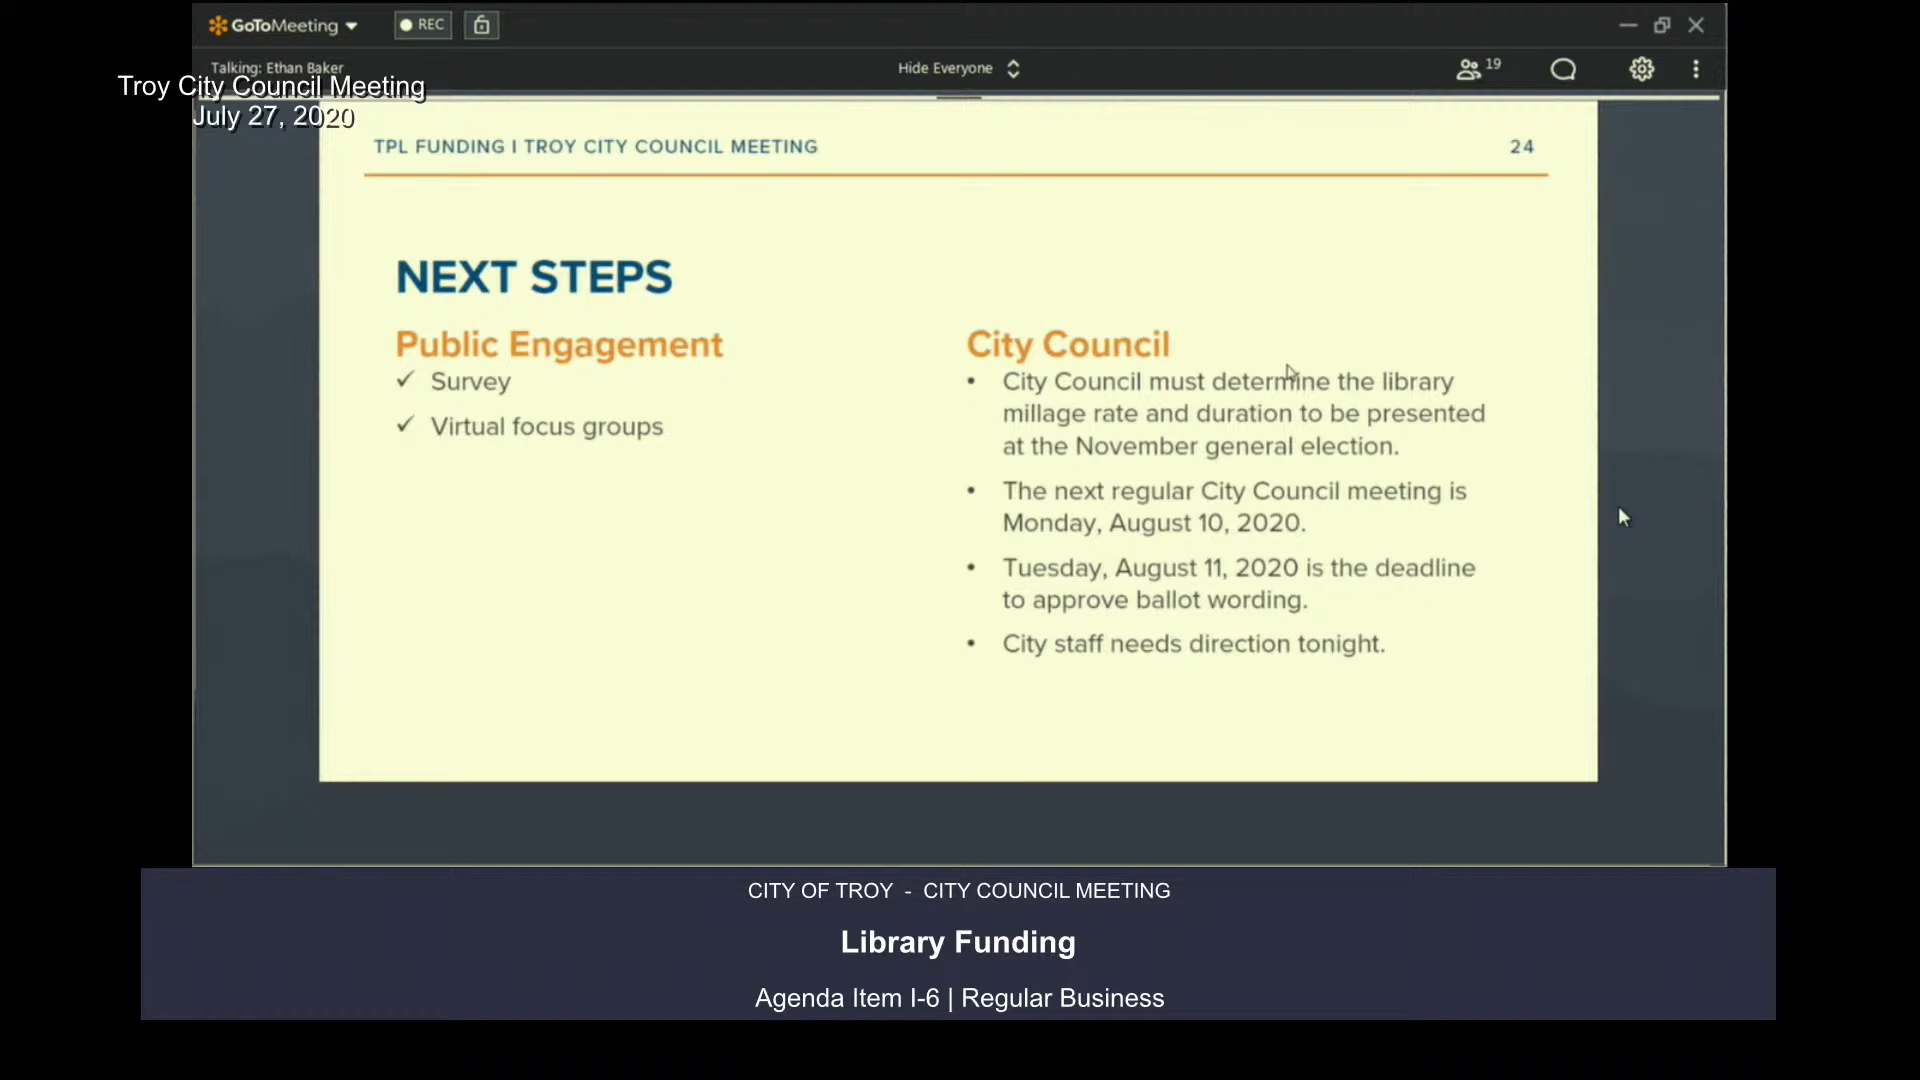 GoToMeeting
REC
Talking: Ethan Baker
Hide Everyone
19
Troy City Council Meeting
July 27, 2020
TPL FUNDING I TROY CITY COUNCIL MEETING
24
NEXT STEPS
Public Engagement
✓ Survey
✓ Virtual focus groups
City Council
• City Council must determine the library
millage rate and duration to be presented
at the November general election.
• The next regular City Council meeting is
Monday, August 10, 2020.
• Tuesday, August 11, 2020 is the deadline
to approve ballot wording.
• City staff needs direction tonight.
CITY OF TROY - CITY COUNCIL MEETING
Library Funding
Agenda Item I-6 | Regular Business